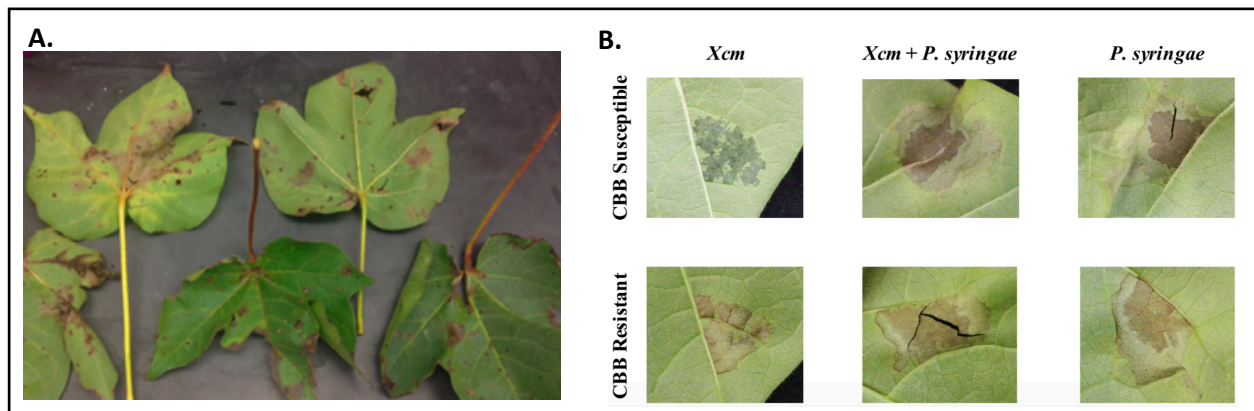 A.
B.
Xcm
Xcm + P. syringae
P. syringae
CBB Susceptible
CBB Resistant